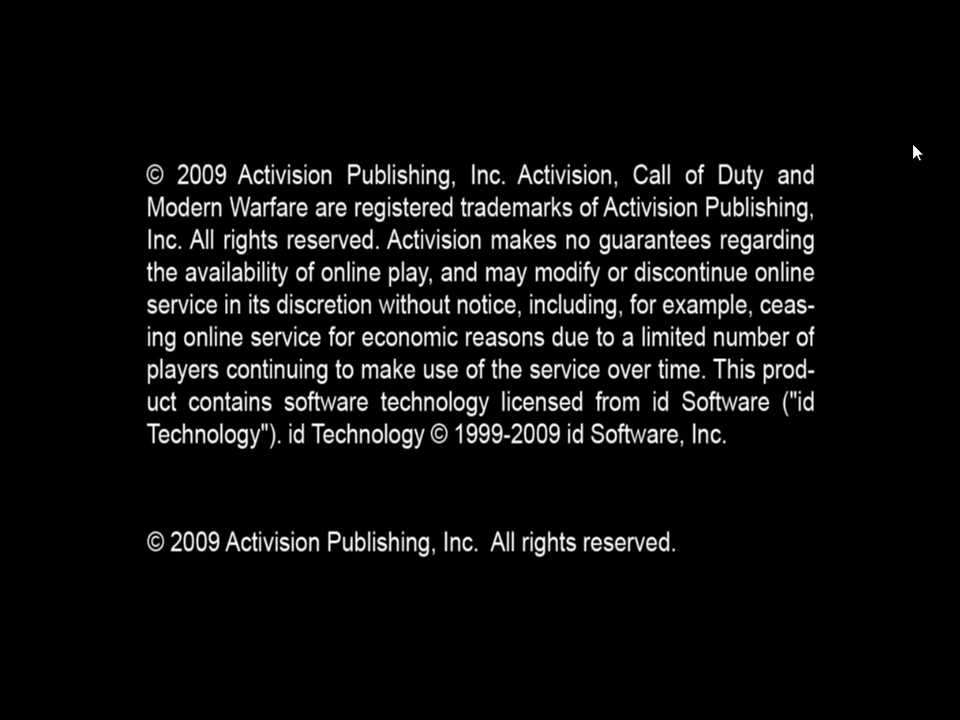 © 2009 Activision Publishing, Inc. Activision, Call of Duty and
Modern Warfare are registered trademarks of Activision Publishing,
Inc. All rights reserved. Activision makes no guarantees regarding
the availability of online play, and may modify or discontinue online
service in its discretion without notice, including, for example, ceas-
ing online service for economic reasons due to a limited number of
players continuing to make use of the service over time. This prod-
uct contains software technology licensed from id Software ("id
Technology"). id Technology © 1999-2009 id Software, Inc.
© 2009 Activision Publishing, Inc.  All rights reserved.